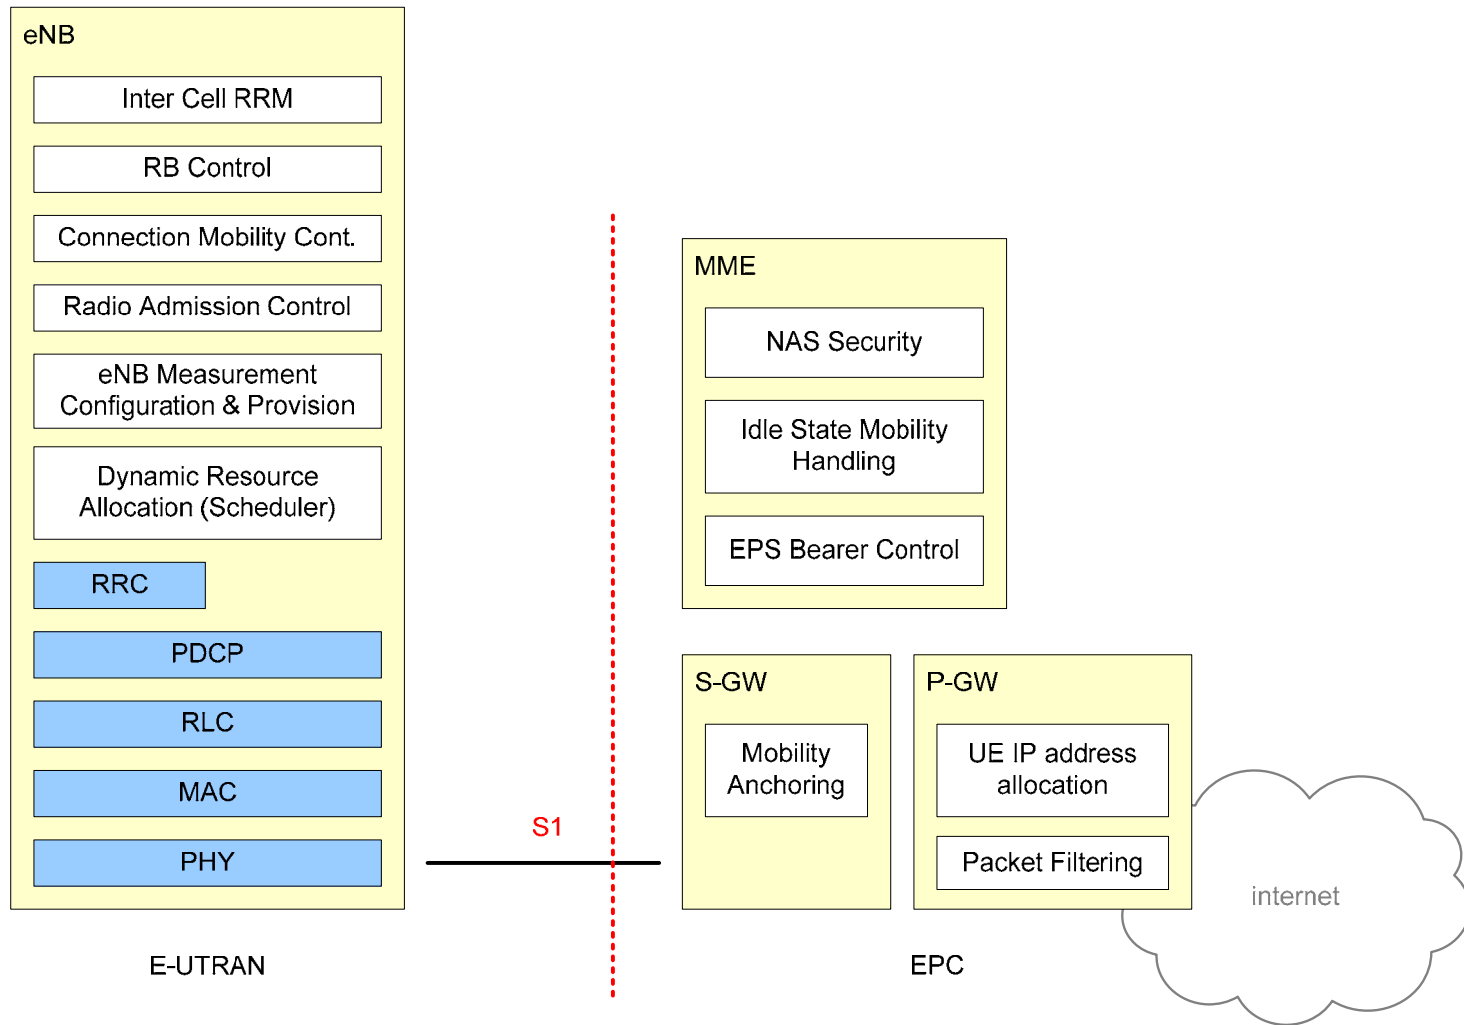 eNB
Inter Cell RRM
RB Control
Connection Mobility Cont.
Radio Admission Control
eNB Measurement
Configuration & Provision
Dynamic Resource
Allocation (Scheduler)
RRC
PDCP
RLC
MAC
PHY
E-UTRAN
S1
MME
NAS Security
Idle State Mobility
Handling
EPS Bearer Control
S-GW
Mobility
Anchoring
P-GW
UE IP address
allocation
Packet Filtering
internet
EPC